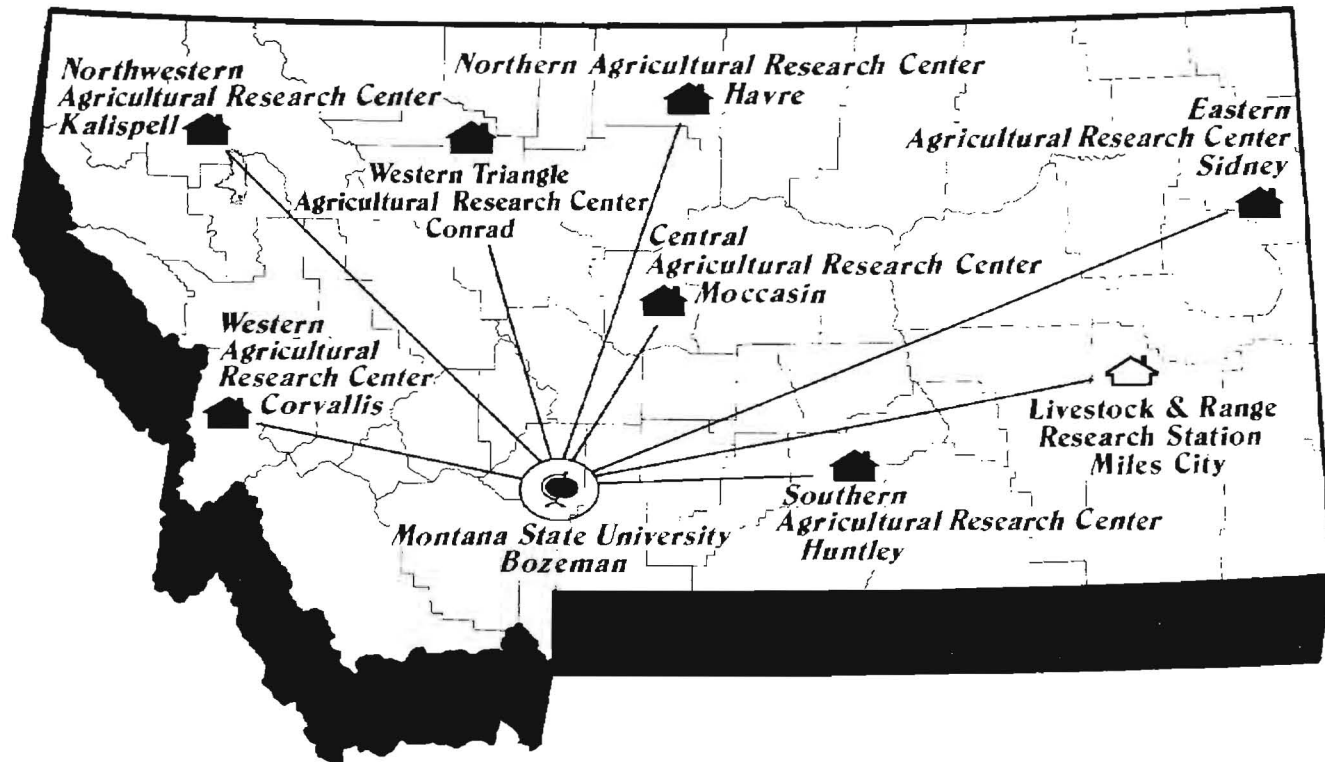 Northwestern
Agricultural Research Center
Kalispell
Northern Agricultural Research Center
Havre
Eastern
Agricultural Research Center
Sidney
Western Triangle
Agricultural Research Center
Conrad
Central
Agricultural Research Center
Moccasin
Western
Agricultural
Research Center
Corvallis
Livestock & Range
Research Station
Miles City
Southern
Agricultural Research Center
Huntley
Montana State University
Bozeman